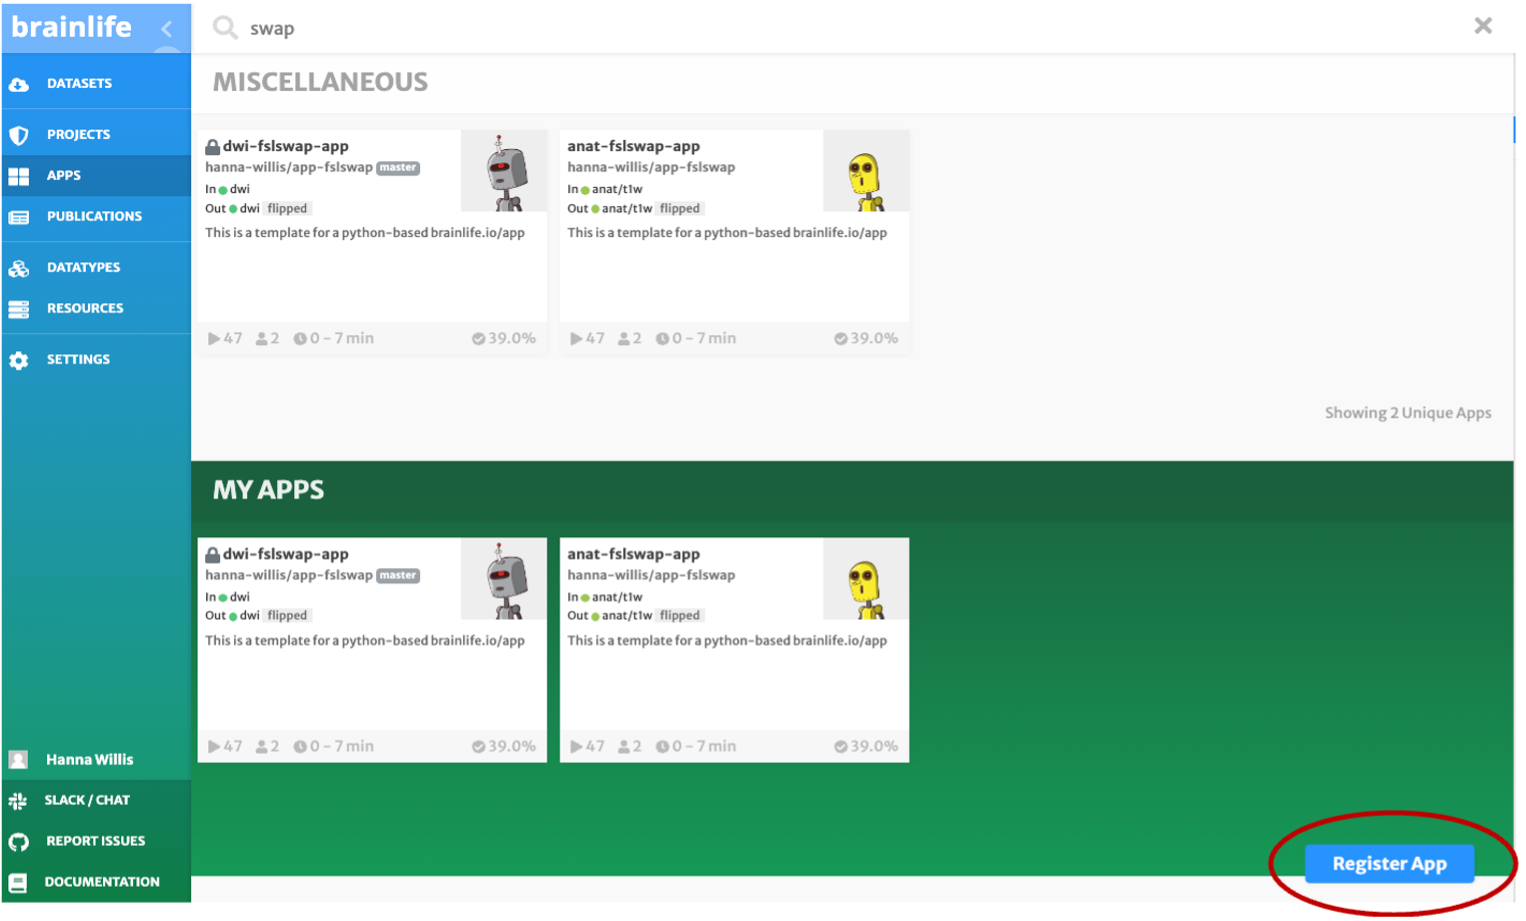 brainlife
swap
DATASETS
PROJECTS
APPS
PUBLICATIONS
DATATYPES
RESOURCES
SETTINGS
Hanna Willis
SLACK / CHAT
REPORT ISSUES
DOCUMENTATION
MISCELLANEOUS
dwi-fslswap-app
hanna-willis/app-fslswap master
In dwi
Out dwi flipped
This is a template for a python-based brainlife.io/app
47 2 0 - 7 min 39.0%
anat-fslswap-app
hanna-willis/app-fslswap
In anat/t1w
Out anat/t1w flipped
This is a template for a python-based brainlife.io/app
47 2 0 - 7 min 39.0%
Showing 2 Unique Apps
MY APPS
dwi-fslswap-app
hanna-willis/app-fslswap master
In dwi
Out dwi flipped
This is a template for a python-based brainlife.io/app
47 2 0 - 7 min 39.0%
anat-fslswap-app
hanna-willis/app-fslswap
In anat/t1w
Out anat/t1w flipped
This is a template for a python-based brainlife.io/app
47 2 0 - 7 min 39.0%
Register App